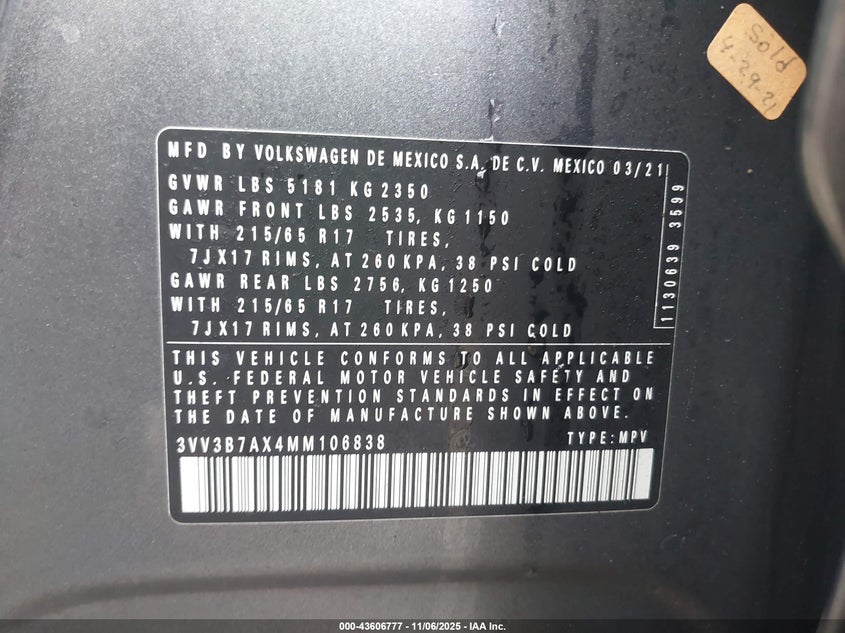 Sold
4-29-21
MFD BY VOLKSWAGEN DE MEXICO S.A. DE C.V. MEXICO 03/21
GVWR LBS 5181 KG 2350
GAWR FRONT LBS 2535, KG 1150
WITH 215/65 R17 TIRES,
7JX17 RIMS, AT 260 KPA, 38 PSI COLD
GAWR REAR LBS 2756, KG 1250
WITH 215/65 R17 TIRES,
7JX17 RIMS, AT 260 KPA, 38 PSI COLD
1130639 3599
THIS VEHICLE CONFORMS TO ALL APPLICABLE
U.S. FEDERAL MOTOR VEHICLE SAFETY AND
THEFT PREVENTION STANDARDS IN EFFECT ON
THE DATE OF MANUFACTURE SHOWN ABOVE.
3VV3B7AX4MM106838 TYPE: MPV
000-43606777 - 11/06/2025 - IAA Inc.